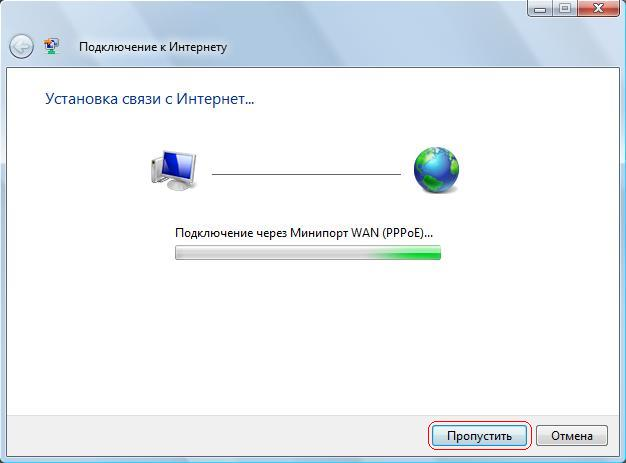 Подключение к Интернету
Установка связи с Интернет...
Подключение через Минипорт WAN (PPPoE)...
Пропустить
Отмена